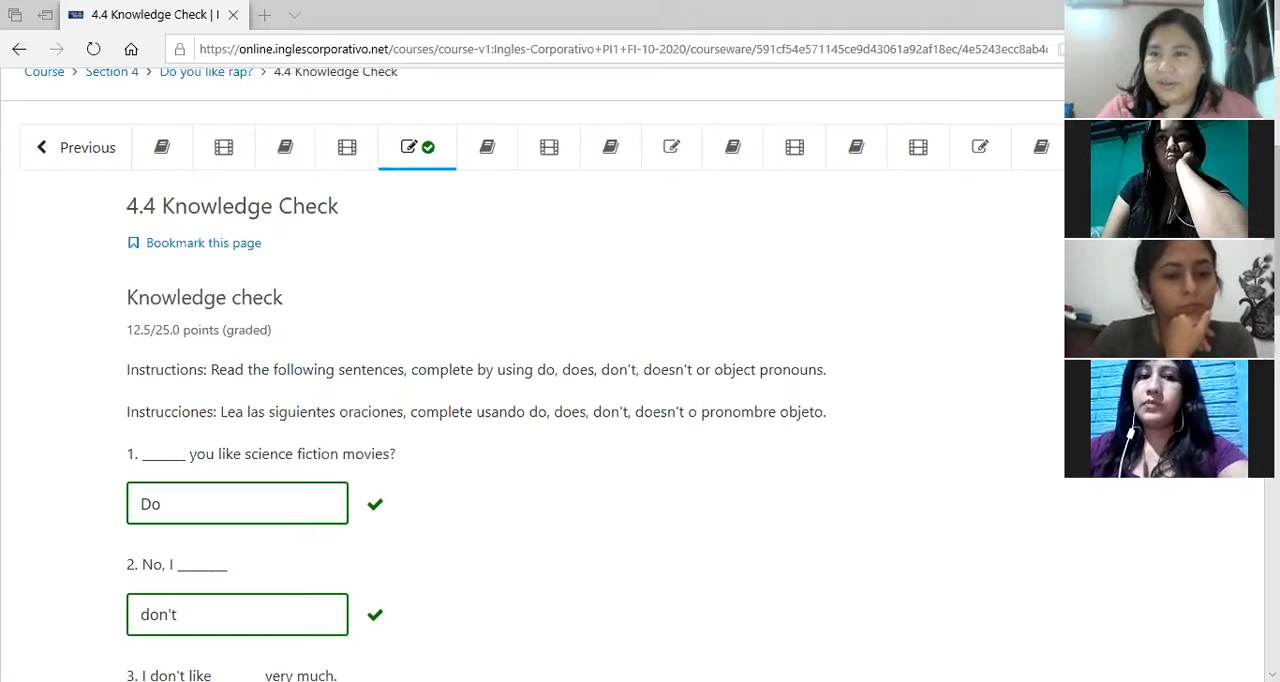 4.4 Knowledge Check | I
https://online.inglescorporativo.net/courses/course-v1:Ingles-Corporativo+PI1+FI-10-2020/courseware/591cf54e571145ce9d43061a92af18ec/4e5243ecc8ab4c
Course > Section 4 > Do you like rap? > 4.4 Knowledge Check
Previous
4.4 Knowledge Check
Bookmark this page
Knowledge check
12.5/25.0 points (graded)
Instructions: Read the following sentences, complete by using do, does, don't, doesn't or object pronouns.
Instrucciones: Lea las siguientes oraciones, complete usando do, does, don't, doesn't o pronombre objeto.
1. ______ you like science fiction movies?
Do
2. No, I _______
don't
3. I don't like ______ very much.